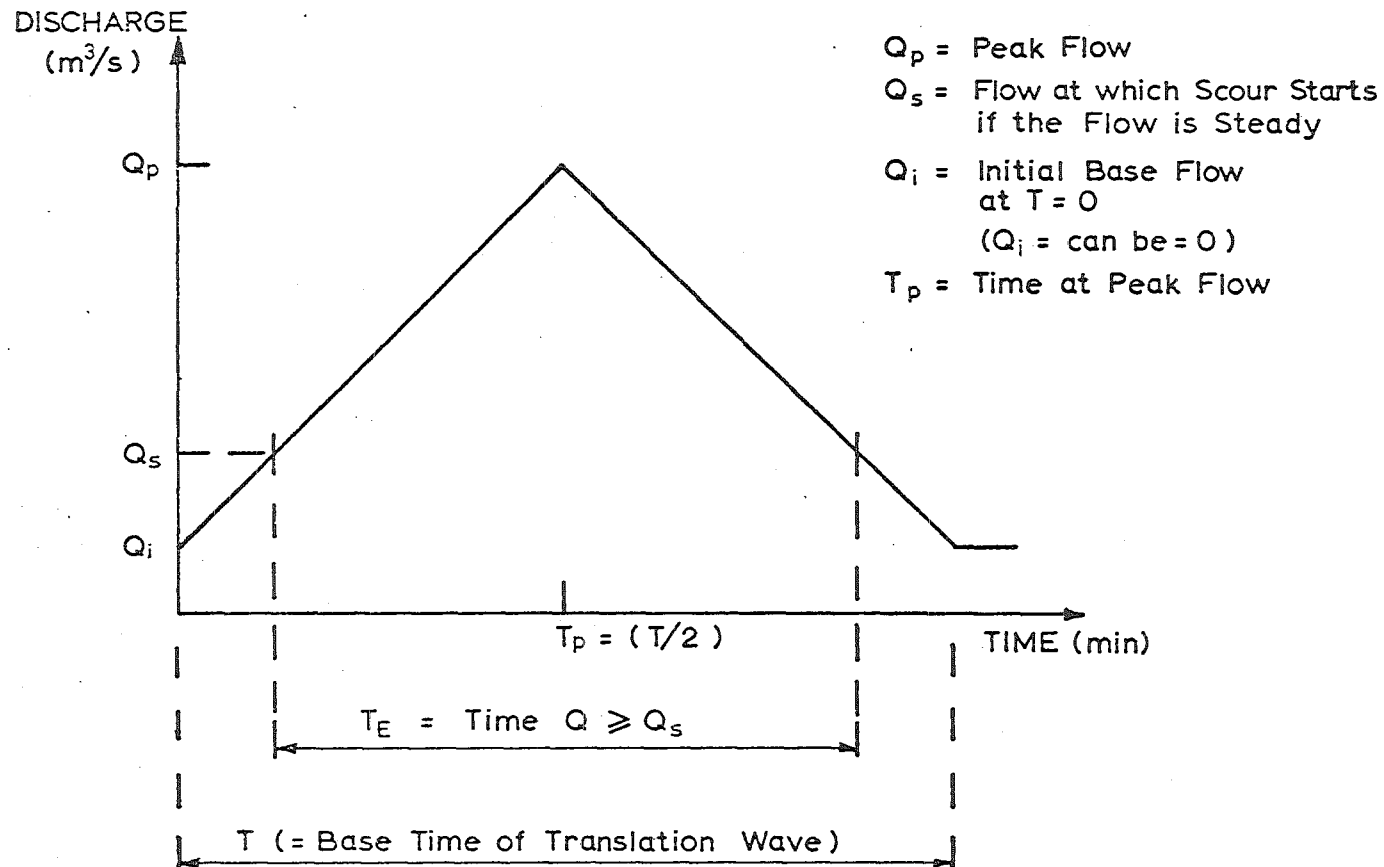 DISCHARGE
(m³/s)
Qp = Peak Flow
Qs = Flow at which Scour Starts
if the Flow is Steady
Qi = Initial Base Flow
at T = 0
(Qi = can be = 0)
Tp = Time at Peak Flow
Qp
Qs
Qi
Tp = (T/2)
TIME (min)
TE = Time Q ⩾ Qs
T (= Base Time of Translation Wave)